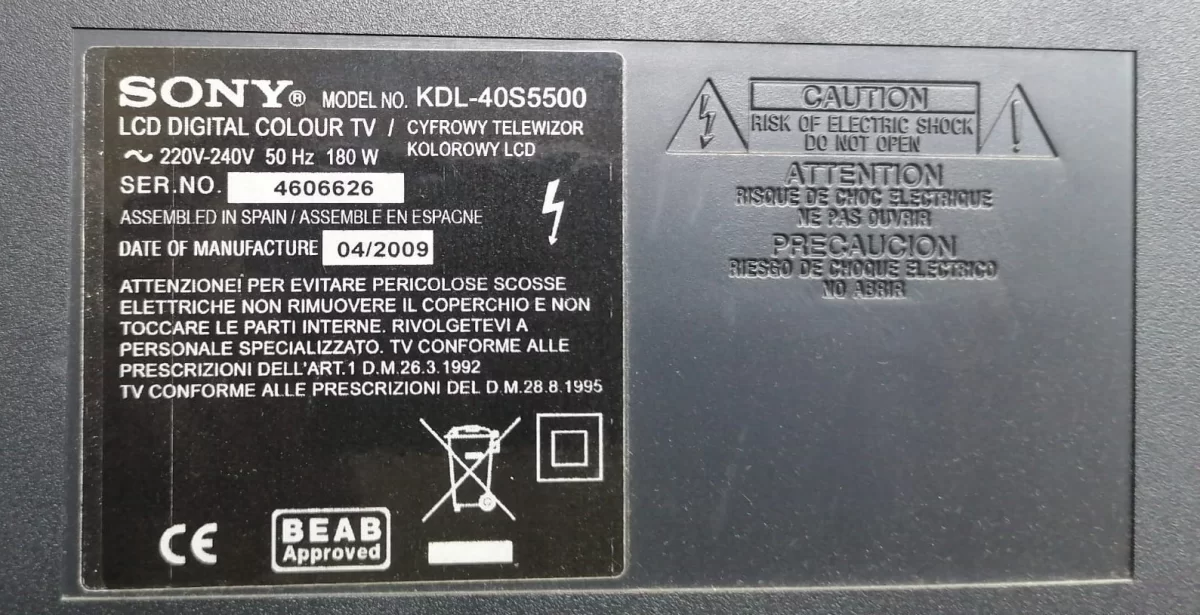 SONY® MODEL NO. KDL-40S5500
LCD DIGITAL COLOUR TV / CYFROWY TELEWIZOR
KOLOROWY LCD
~ 220V-240V 50 Hz 180 W
SER.NO. 4606626
ASSEMBLED IN SPAIN / ASSEMBLE EN ESPAGNE
DATE OF MANUFACTURE 04/2009
ATTENZIONE! PER EVITARE PERICOLOSE SCOSSE
ELETTRICHE NON RIMUOVERE IL COPERCHIO E NON
TOCCARE LE PARTI INTERNE. RIVOLGETEVI A
PERSONALE SPECIALIZZATO. TV CONFORME ALLE
PRESCRIZIONI DELL'ART.1 D.M.26.3.1992
TV CONFORME ALLE PRESCRIZIONI DEL D.M.28.8.1995
CE
BEAB
Approved
CAUTION
RISK OF ELECTRIC SHOCK
DO NOT OPEN
ATTENTION
RISQUE DE CHOC ELECTRIQUE
NE PAS OUVRIR
PRECAUCION
RIESGO DE CHOQUE ELECTRICO
NO ABRIR